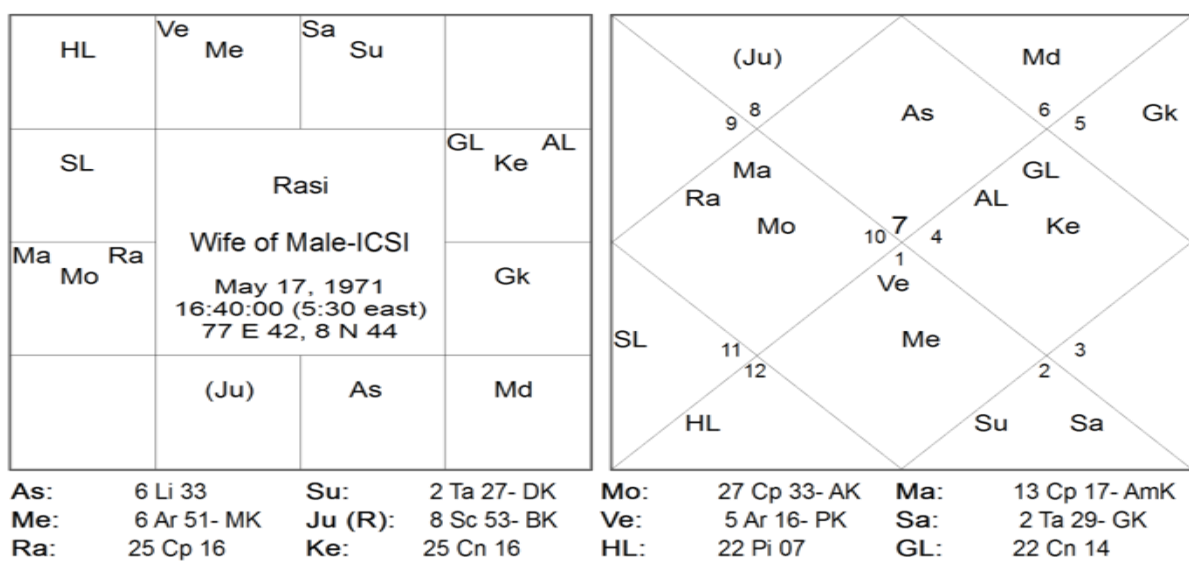 HL Ve Me Sa Su
SL GL AL Ke
Rasi
Wife of Male-ICSI
May 17, 1971
16:40:00 (5:30 east)
77 E 42, 8 N 44
Ma Ra Mo Gk
(Ju) As Md
(Ju) As Md
9 8 6 5 Gk
Ma Ra Mo GL AL Ke
10 7 4
1
Ve
SL Me
11 12 3 2
HL Su Sa
As: 6 Li 33 Su: 2 Ta 27- DK Mo: 27 Cp 33- AK Ma: 13 Cp 17- AmK
Me: 6 Ar 51- MK Ju (R): 8 Sc 53- BK Ve: 5 Ar 16- PK Sa: 2 Ta 29- GK
Ra: 25 Cp 16 Ke: 25 Cn 16 HL: 22 Pi 07 GL: 22 Cn 14